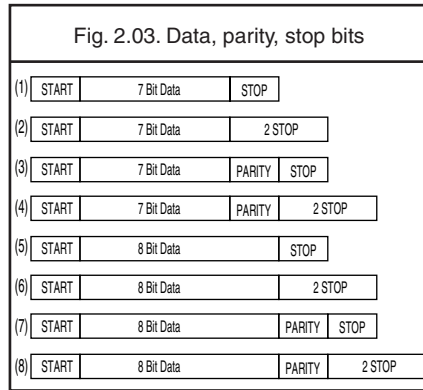 Fig. 2.03. Data, parity, stop bits
(1) START 7 Bit Data STOP
(2) START 7 Bit Data 2 STOP
(3) START 7 Bit Data PARITY STOP
(4) START 7 Bit Data PARITY 2 STOP
(5) START 8 Bit Data STOP
(6) START 8 Bit Data 2 STOP
(7) START 8 Bit Data PARITY STOP
(8) START 8 Bit Data PARITY 2 STOP